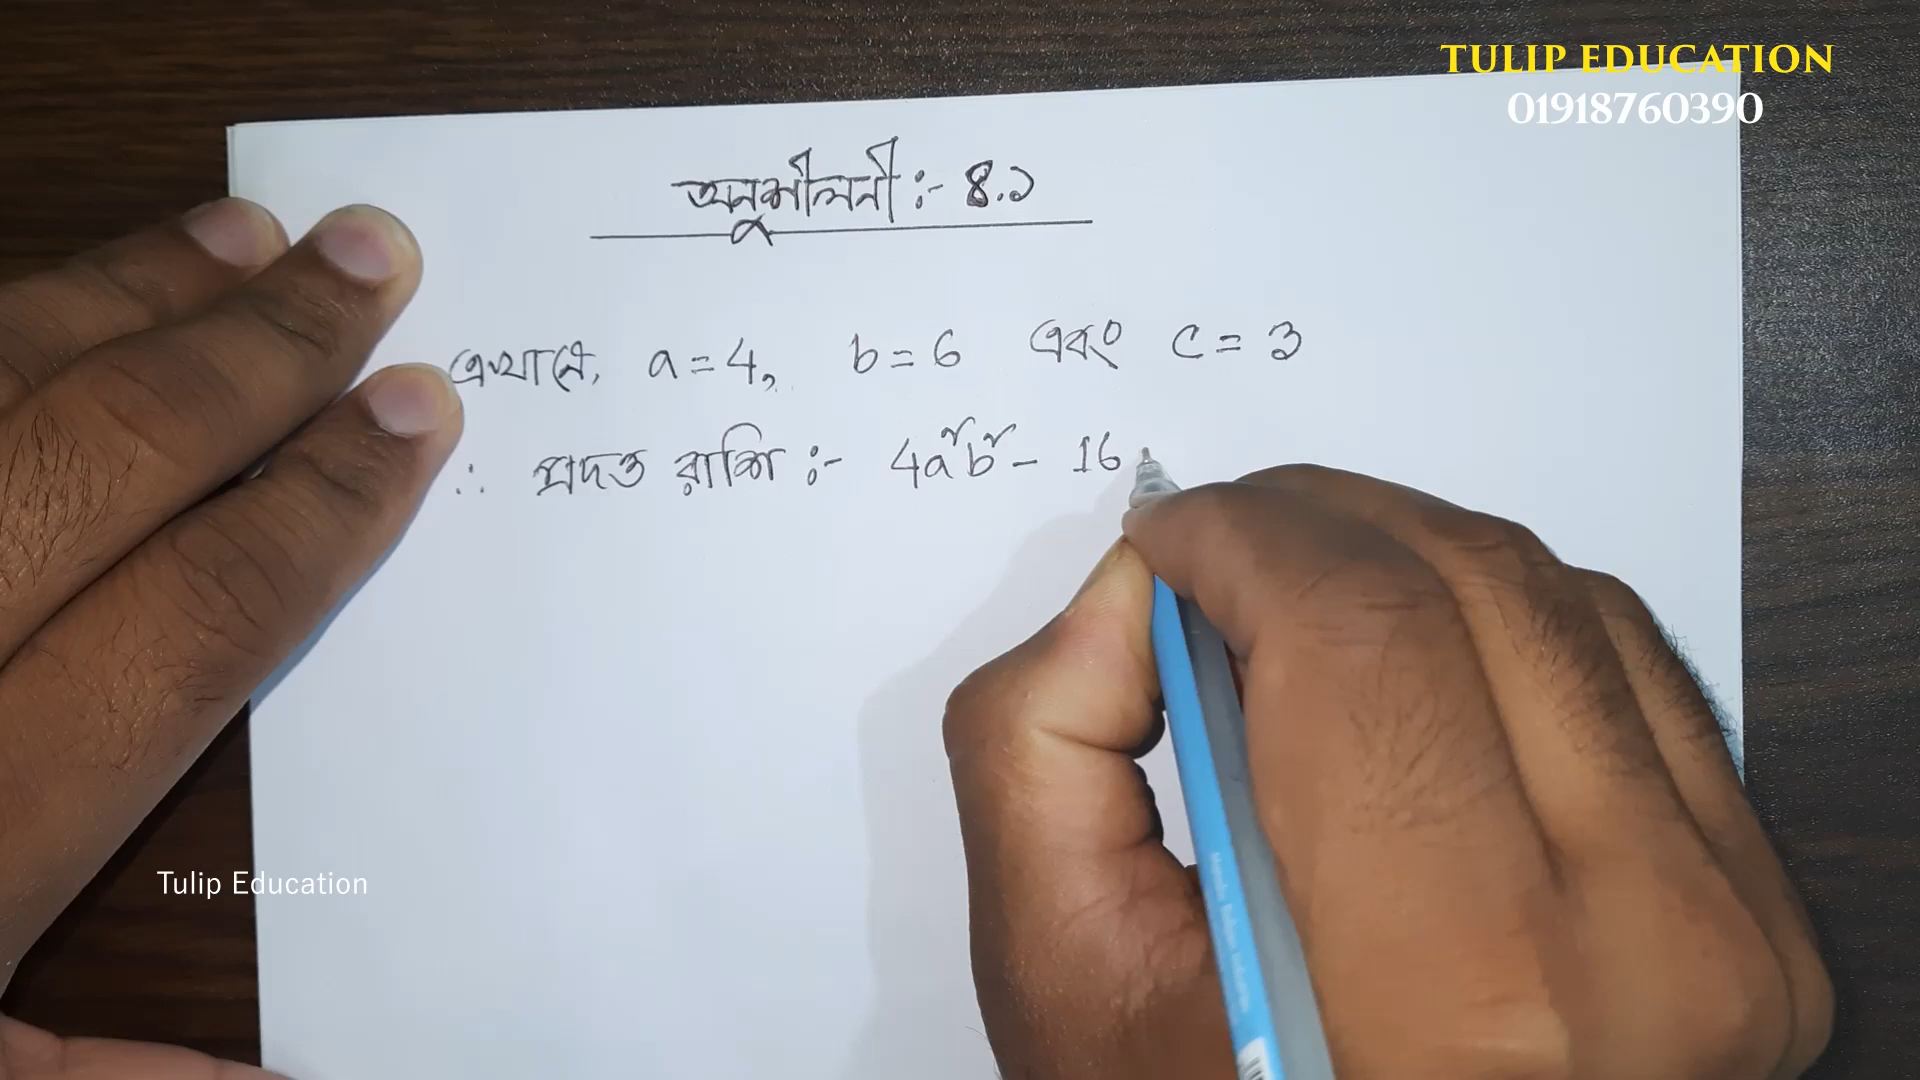 TULIP EDUCATION
01918760390
অনুশীলনী :- ৪.১
এখানে, a = 4, b = 6 এবং c = 3
∴ প্রদত্ত রাশি :- 4a²b² - 16
Tulip Education